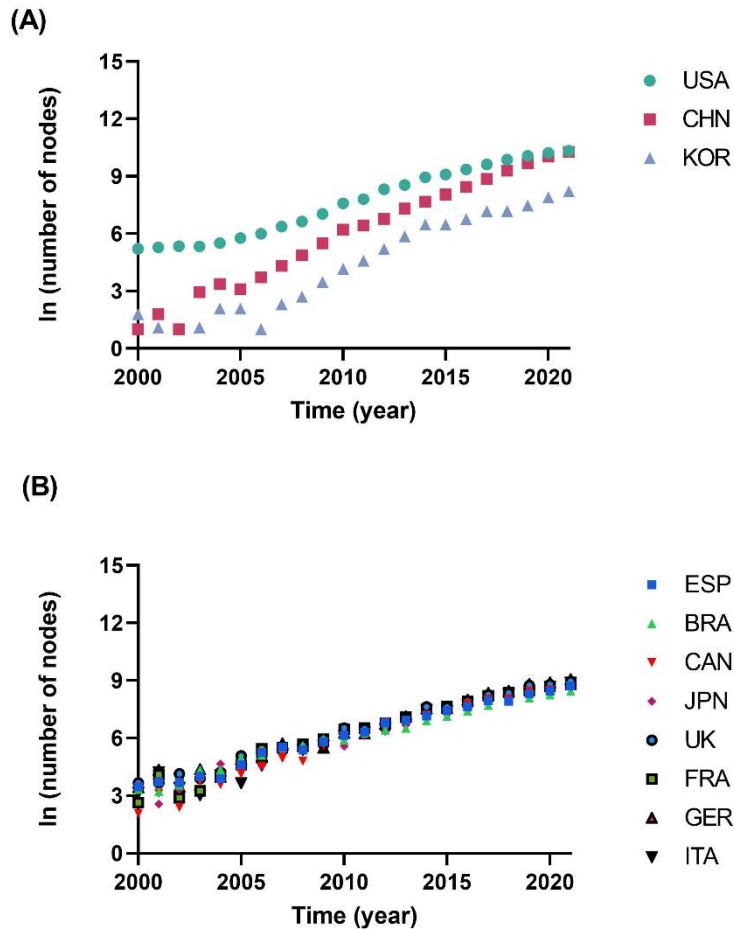 (A)
15
12
9
6
3
0
ln (number of nodes)
2000
2005
2010
2015
2020
Time (year)
USA
CHN
KOR
(B)
15
12
9
6
3
0
ln (number of nodes)
2000
2005
2010
2015
2020
Time (year)
ESP
BRA
CAN
JPN
UK
FRA
GER
ITA